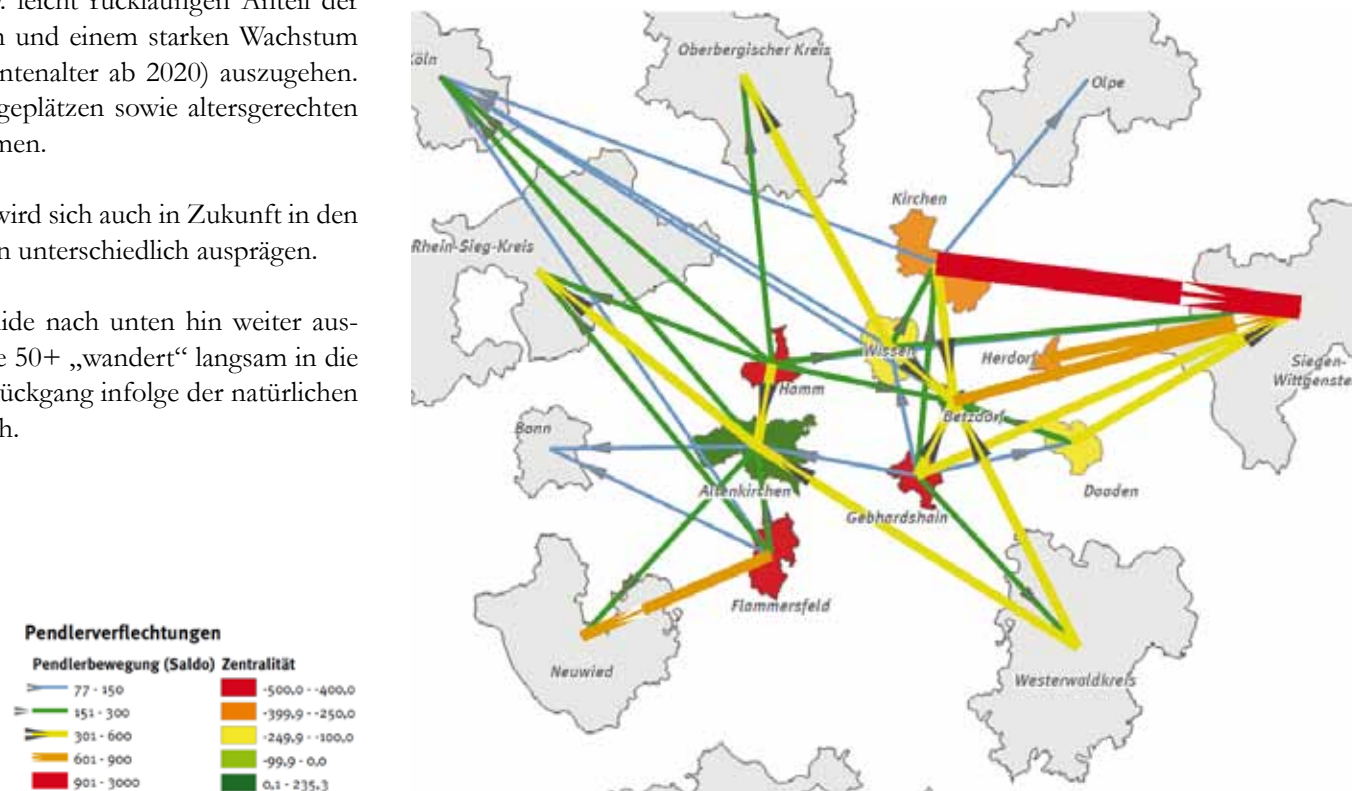 leicht rückläufigen Anteil der
und einem starken Wachstum
ntenalter ab 2020) auszugehen.
geplätzen sowie altersgerechten
men.
wird sich auch in Zukunft in den
n unterschiedlich ausprägen.
ide nach unten hin weiter aus-
e 50+ „wandert“ langsam in die
ückgang infolge der natürlichen
h.
Köln
Oberbergischer Kreis
Olpe
Kirchen
Rhein-Sieg-Kreis
Wissen
Herdorf
Siegen-
Wittgenste
Hamm
Betzdorf
Bonn
Altenkirchen
Daaden
Gebhardshain
Flammersfeld
Neuwied
Westerwaldkreis
Pendlerverflechtungen
Pendlerbewegung (Saldo) Zentralität
77 - 150 -500,0 - -400,0
151 - 300 -399,9 - -250,0
301 - 600 -249,9 - -100,0
601 - 900 -99,9 - 0,0
901 - 3000 0,1 - 235,3